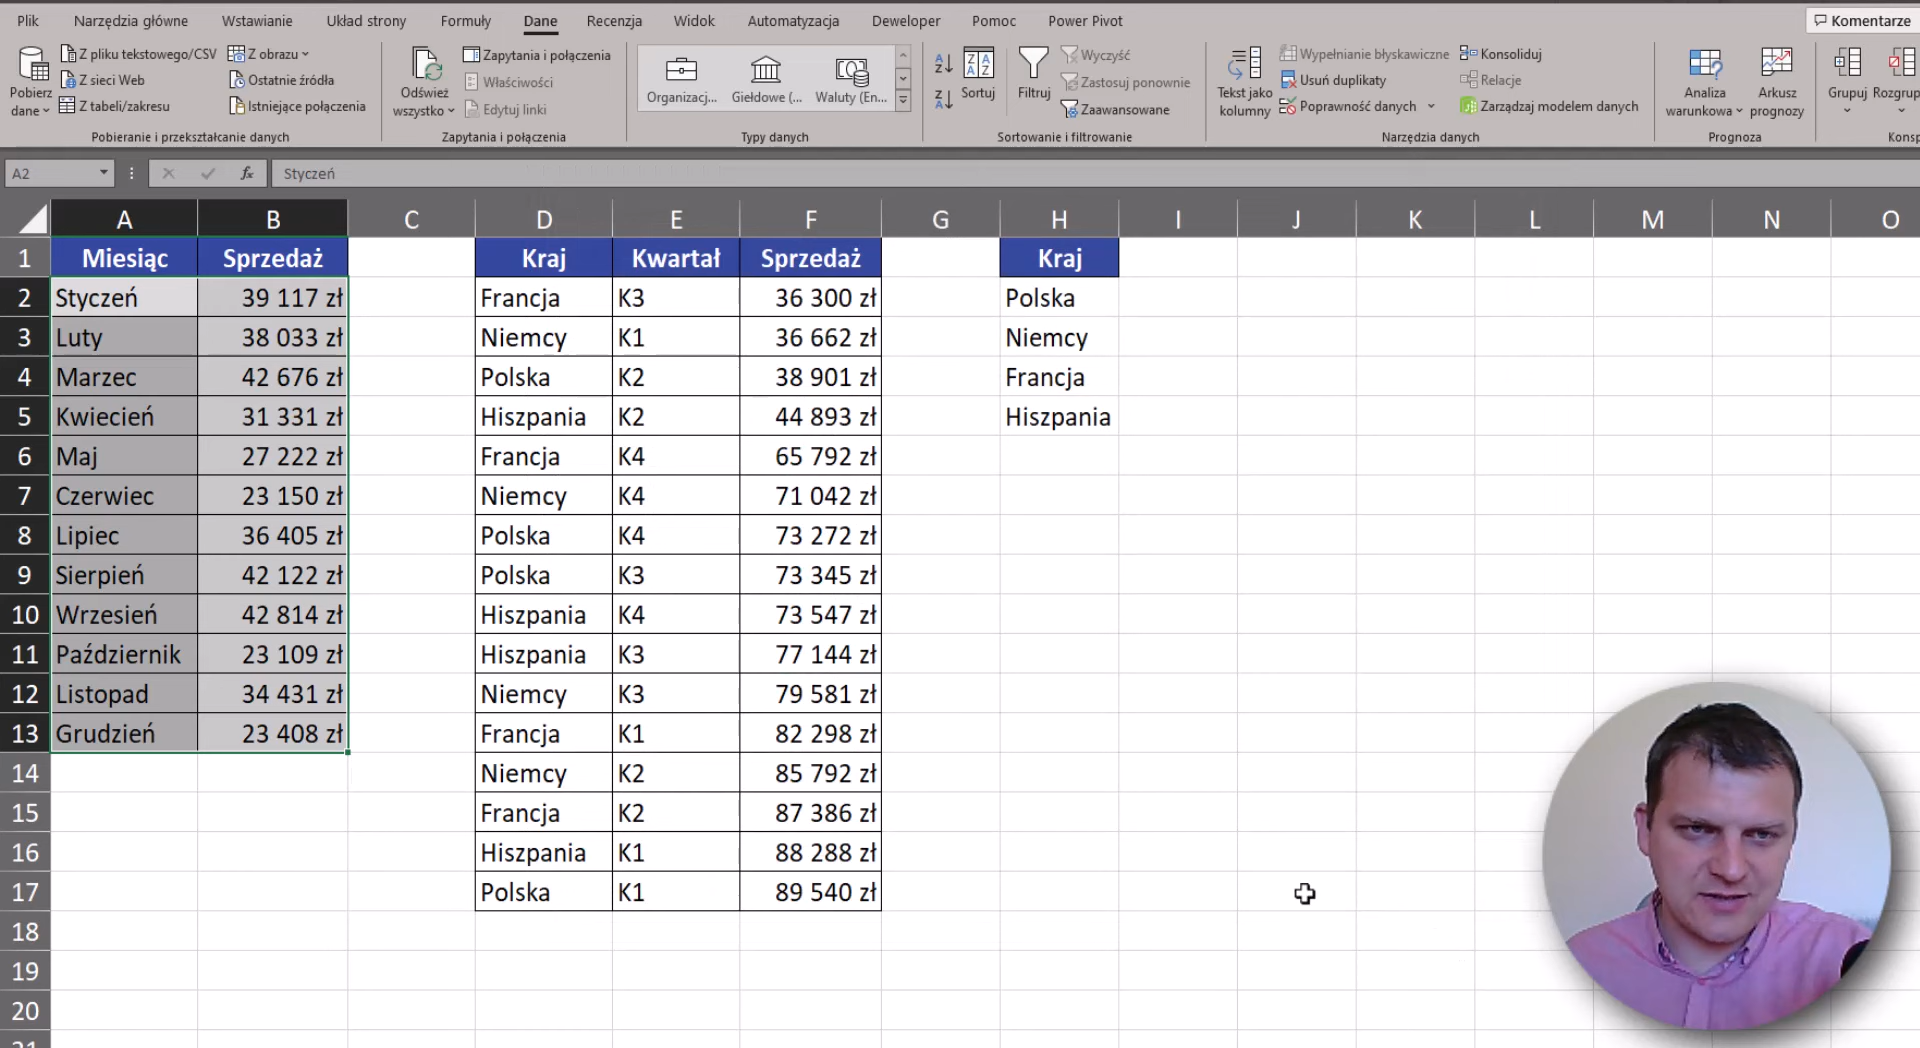 Plik Narzędzia główne Wstawianie Układ strony Formuły Dane Recenzja Widok Automatyzacja Deweloper Pomoc Power Pivot Komentarze
Pobierz dane
Z pliku tekstowego/CSV
Z sieci Web
Z tabeli/zakresu
Z obrazu
Ostatnie źródła
Istniejące połączenia
Pobieranie i przekształcanie danych
Odśwież wszystko
Zapytania i połączenia
Właściwości
Edytuj linki
Zapytania i połączenia
Organizacj... Giełdowe (... Waluty (En...
Typy danych
Sortuj
Filtruj
Wyczyść
Zastosuj ponownie
Zaawansowane
Sortowanie i filtrowanie
Tekst jako kolumny
Wypełnianie błyskawiczne
Usuń duplikaty
Poprawność danych
Konsoliduj
Relacje
Zarządzaj modelem danych
Narzędzia danych
Analiza warunkowa
Arkusz prognozy
Prognoza
Grupuj Rozgrup
Konsp
A2 fx Styczeń
A B C D E F G H I J K L M N O
1 Miesiąc Sprzedaż Kraj Kwartał Sprzedaż Kraj
2 Styczeń 39 117 zł Francja K3 36 300 zł Polska
3 Luty 38 033 zł Niemcy K1 36 662 zł Niemcy
4 Marzec 42 676 zł Polska K2 38 901 zł Francja
5 Kwiecień 31 331 zł Hiszpania K2 44 893 zł Hiszpania
6 Maj 27 222 zł Francja K4 65 792 zł
7 Czerwiec 23 150 zł Niemcy K4 71 042 zł
8 Lipiec 36 405 zł Polska K4 73 272 zł
9 Sierpień 42 122 zł Polska K3 73 345 zł
10 Wrzesień 42 814 zł Hiszpania K4 73 547 zł
11 Październik 23 109 zł Hiszpania K3 77 144 zł
12 Listopad 34 431 zł Niemcy K3 79 581 zł
13 Grudzień 23 408 zł Francja K1 82 298 zł
14 Niemcy K2 85 792 zł
15 Francja K2 87 386 zł
16 Hiszpania K1 88 288 zł
17 Polska K1 89 540 zł
18
19
20